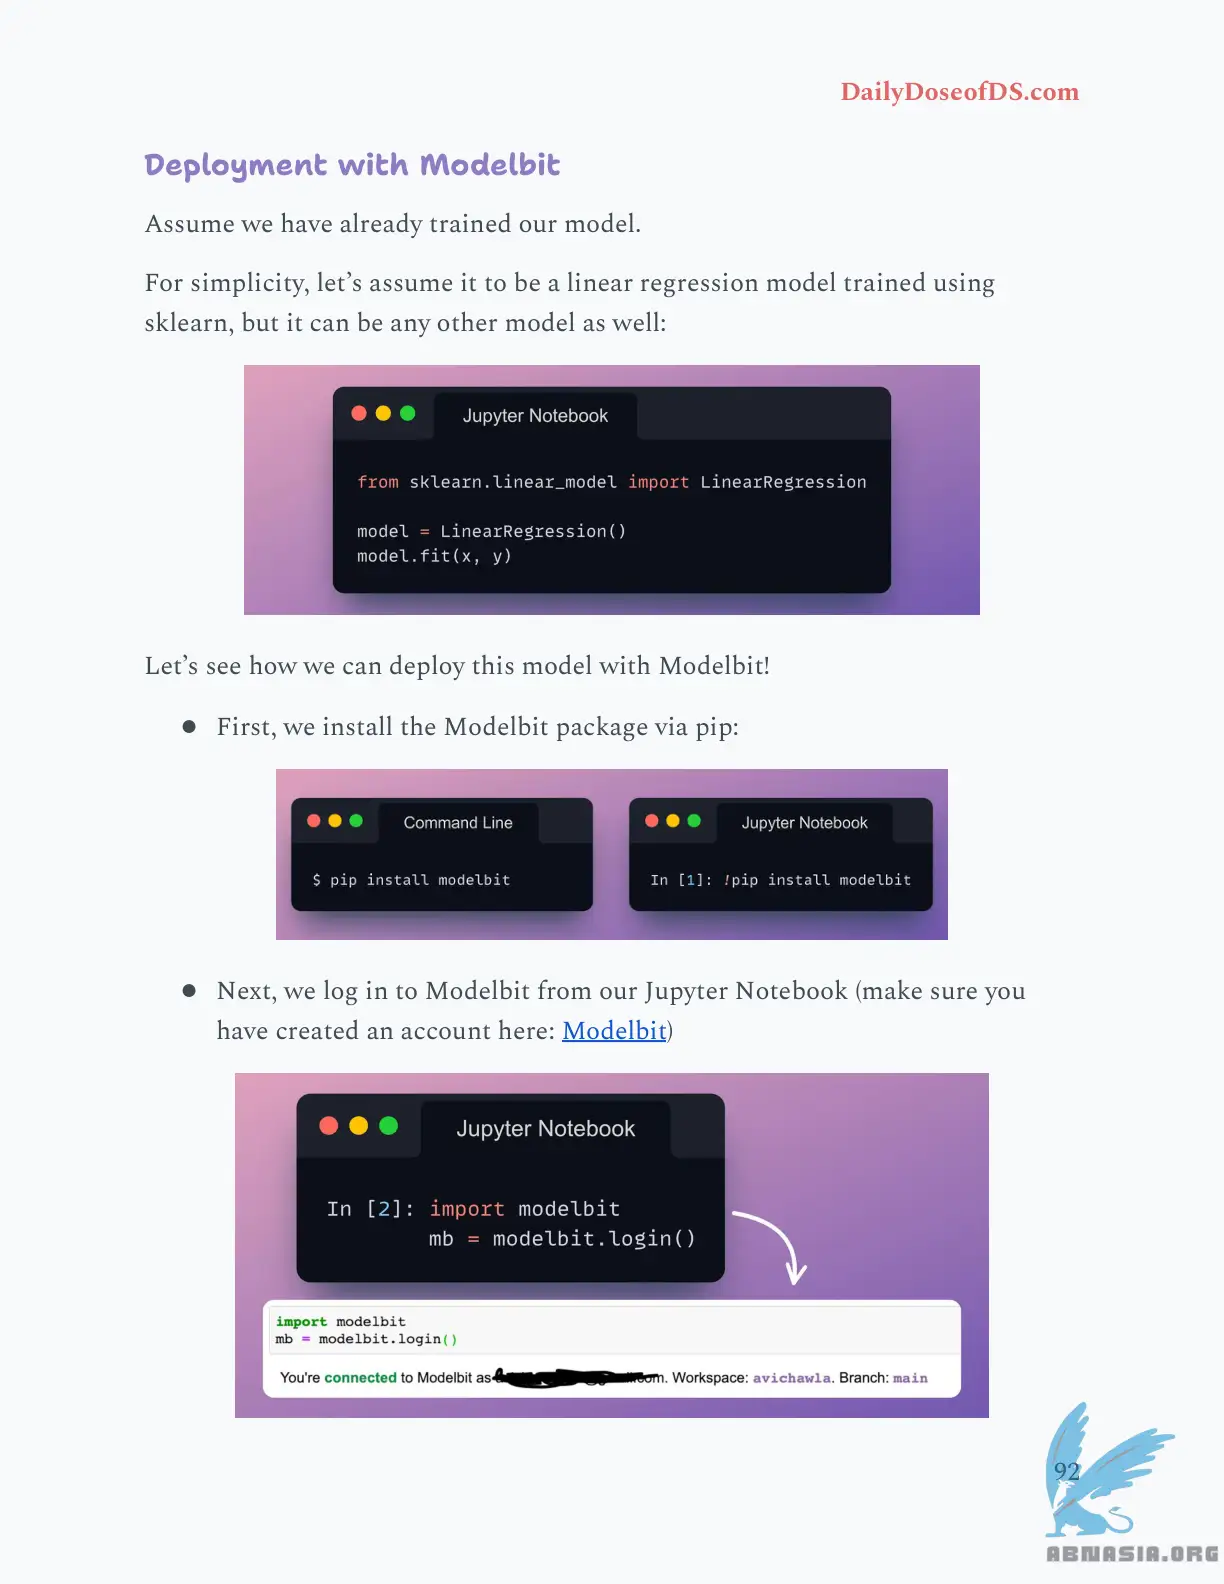 DailyDoseofDS.com
Deployment with Modelbit
Assume we have already trained our model.
For simplicity, let’s assume it to be a linear regression model trained using
sklearn, but it can be any other model as well:
Jupyter Notebook
from sklearn.linear_model import LinearRegression
model = LinearRegression()
model.fit(x, y)
Let’s see how we can deploy this model with Modelbit!
● First, we install the Modelbit package via pip:
Command Line
$ pip install modelbit
Jupyter Notebook
In [1]: !pip install modelbit
● Next, we log in to Modelbit from our Jupyter Notebook (make sure you
have created an account here: Modelbit)
Jupyter Notebook
In [2]: import modelbit
mb = modelbit.login()
import modelbit
mb = modelbit.login()
You're connected to Modelbit as om. Workspace: avichawla. Branch: main
92
ABNASIA.ORG